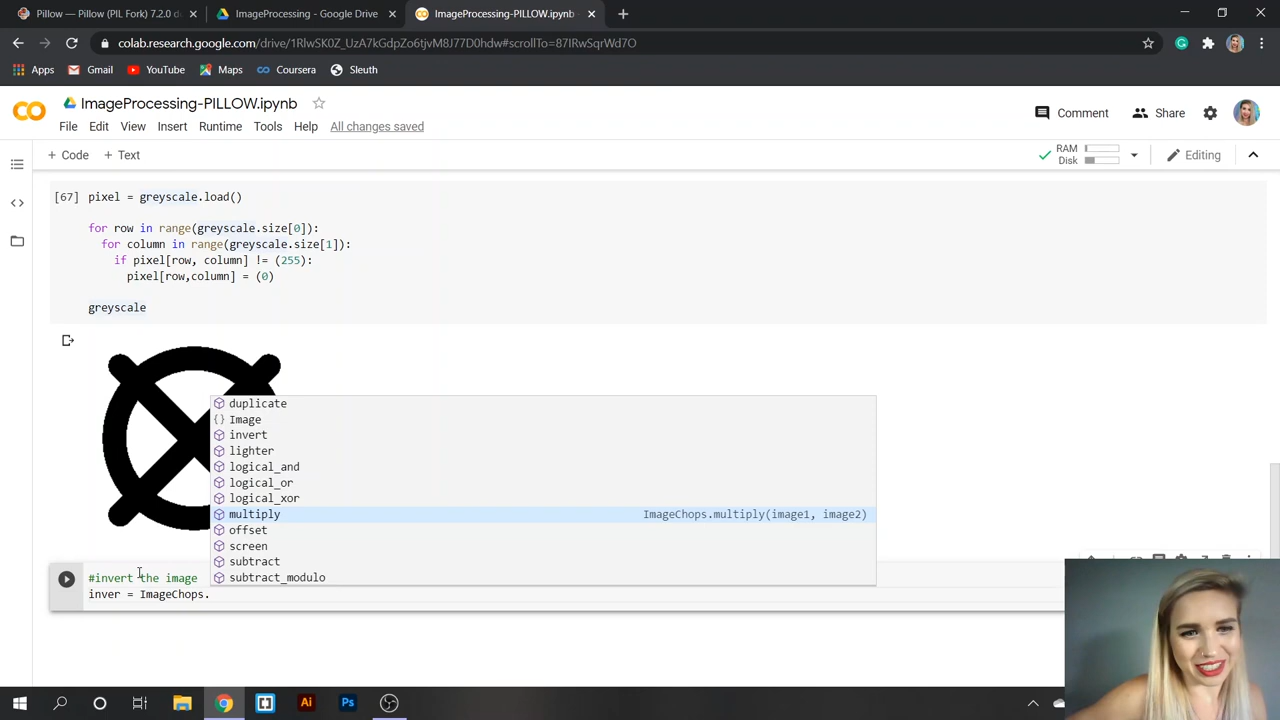 Pillow — Pillow (PIL Fork) 7.2.0 d
ImageProcessing - Google Drive
ImageProcessing-PILLOW.ipynb
colab.research.google.com/drive/1RlwSK0Z_UzA7kGdpZo6tjvM8J77D0hdw#scrollTo=87IRwSqrWd7O
Apps
Gmail
YouTube
Maps
Coursera
Sleuth
CO
ImageProcessing-PILLOW.ipynb
File
Edit
View
Insert
Runtime
Tools
Help
All changes saved
Comment
Share
+ Code
+ Text
RAM
Disk
Editing
[67] pixel = greyscale.load()
for row in range(greyscale.size[0]):
for column in range(greyscale.size[1]):
if pixel[row, column] != (255):
pixel[row,column] = (0)
greyscale
duplicate
Image
invert
lighter
logical_and
logical_or
logical_xor
multiply ImageChops.multiply(image1, image2)
offset
screen
subtract
subtract_modulo
#invert the image
inver = ImageChops.
Ai
Ps